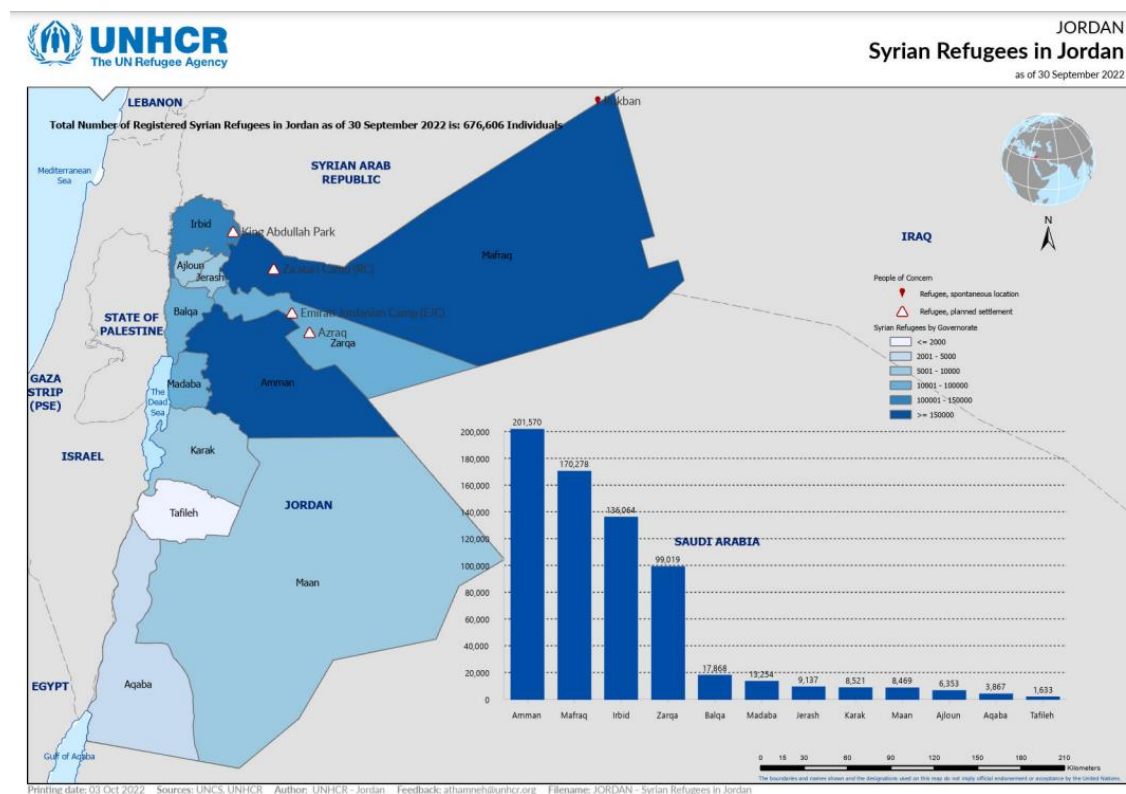 UNHCR
The UN Refugee Agency
JORDAN
Syrian Refugees in Jordan
as of 30 September 2022
LEBANON
Total Number of Registered Syrian Refugees in Jordan as of 30 September 2022 is: 676,606 Individuals
Rukban
Mediterranean
Sea
SYRIAN ARAB
REPUBLIC
Irbid
King Abdullah Park
Mafraq
IRAQ
N
Ajloun
Jerash
Zaatari Camp (RC)
People of Concern
Refugee, spontaneous location
Refugee, planned settlement
Syrian Refugees by Governorate
<= 2000
2001 - 5000
5001 - 10000
10001 - 100000
100001 - 150000
>= 150000
STATE OF
PALESTINE
Balqa
Emirati Jordanian Camp (EJC)
Azraq
Zarqa
GAZA
STRIP
(PSE)
The
Dead
Sea
Madaba
Amman
ISRAEL
Karak
Tafileh
JORDAN
Maan
Aqaba
EGYPT
Gulf of Aqaba
SAUDI ARABIA
200,000
180,000
160,000
140,000
120,000
100,000
80,000
60,000
40,000
20,000
0
201,570
170,278
136,064
99,019
17,868
13,254
9,137
8,521
8,469
6,353
3,867
1,633
Amman Mafraq Irbid Zarqa Balqa Madaba Jerash Karak Maan Ajloun Aqaba Tafileh
0 15 30 60 90 120 150 180 210
Kilometers
The boundaries and names shown and the designations used on this map do not imply official endorsement or acceptance by the United Nations.
Printing date: 03 Oct 2022 Sources: UNCS, UNHCR Author: UNHCR - Jordan Feedback: athamneh@unhcr.org Filename: JORDAN - Syrian Refugees in Jordan